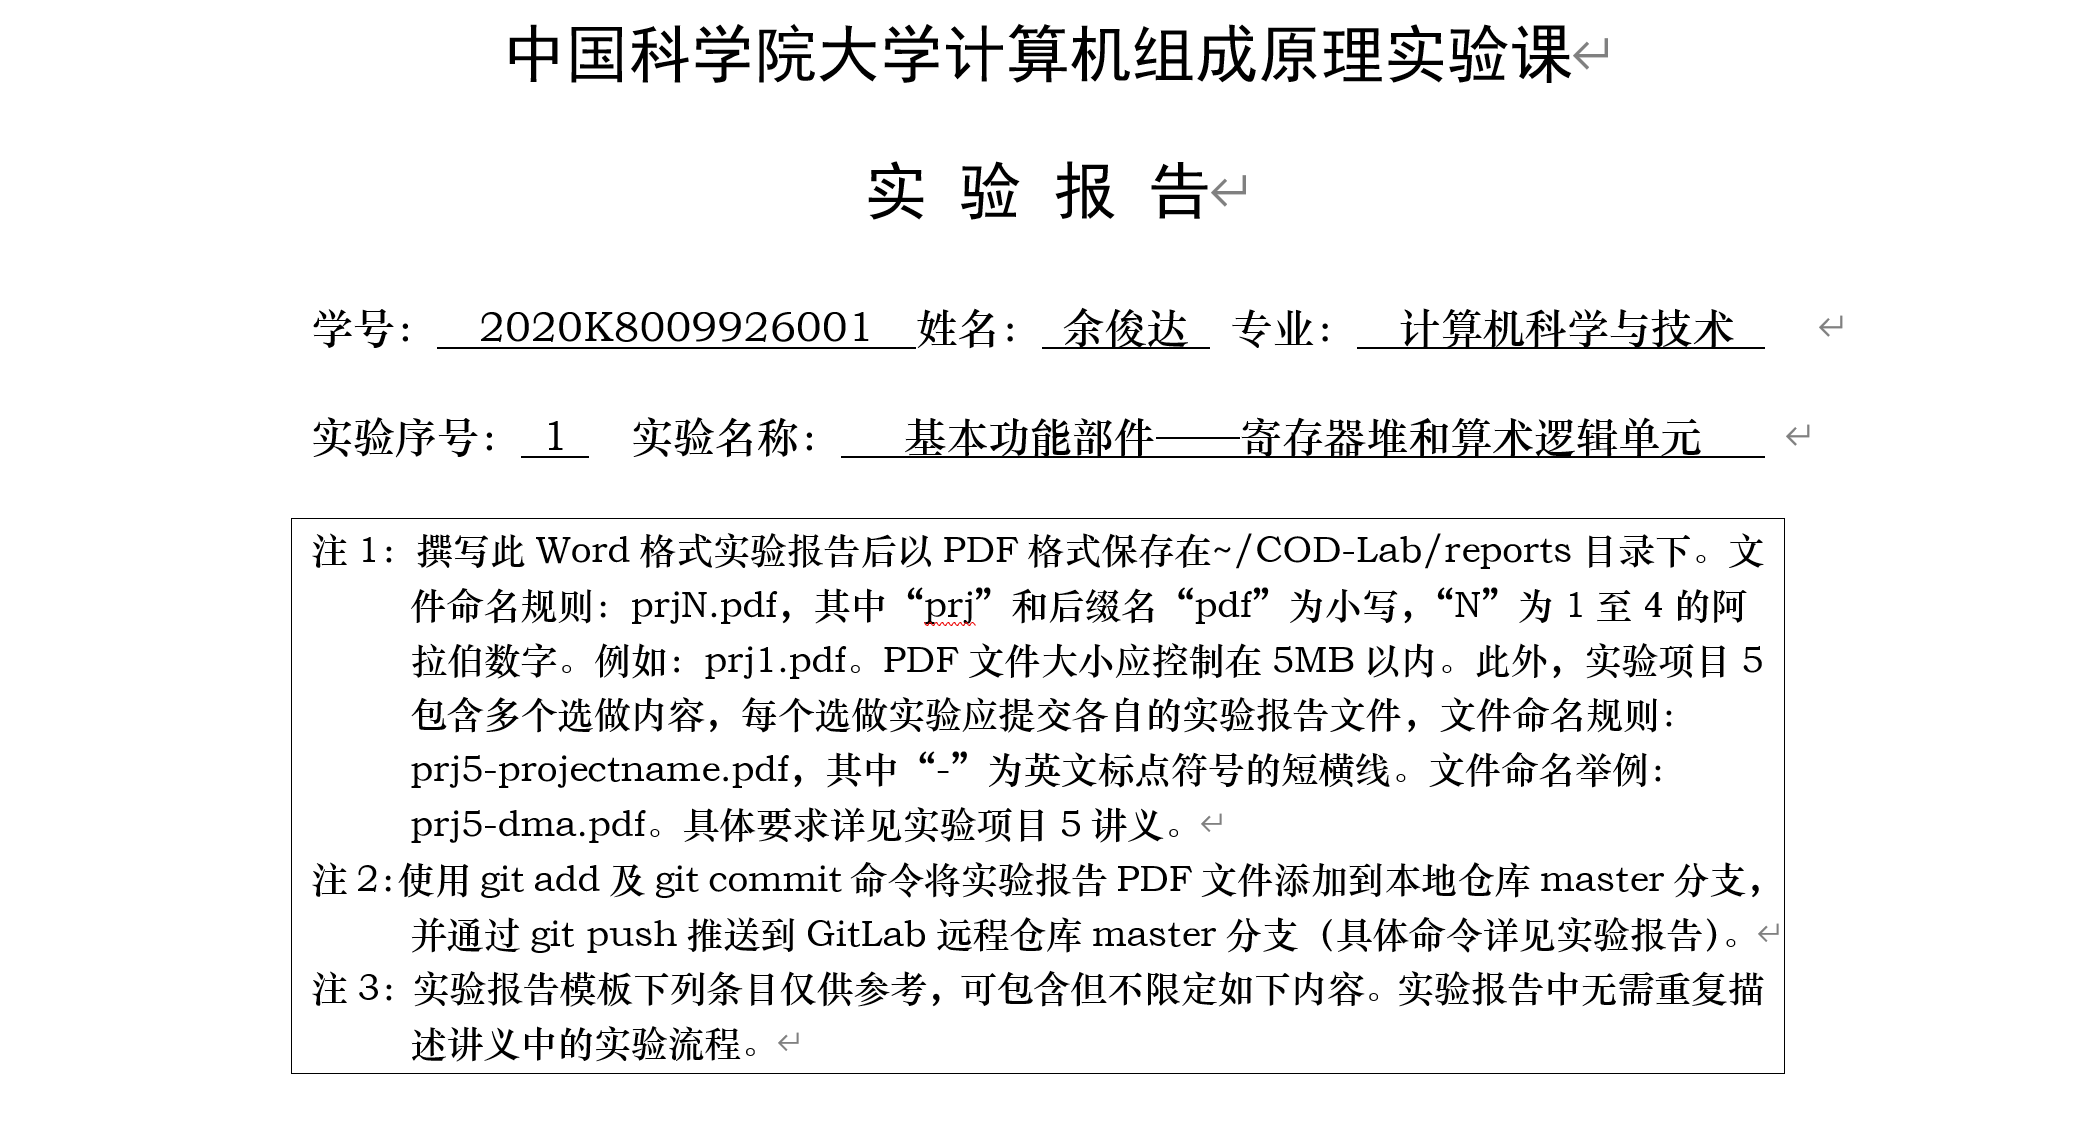 中国科学院大学计算机组成原理实验课
实 验 报 告
学号： 2020K8009926001 姓名： 余俊达 专业： 计算机科学与技术
实验序号： 1 实验名称： 基本功能部件——寄存器堆和算术逻辑单元
注 1：撰写此 Word 格式实验报告后以 PDF 格式保存在~/COD-Lab/reports 目录下。文
件命名规则：prjN.pdf，其中“prj”和后缀名“pdf”为小写，“N”为 1 至 4 的阿
拉伯数字。例如：prj1.pdf。PDF 文件大小应控制在 5MB 以内。此外，实验项目 5
包含多个选做内容，每个选做实验应提交各自的实验报告文件，文件命名规则：
prj5-projectname.pdf，其中“-”为英文标点符号的短横线。文件命名举例：
prj5-dma.pdf。具体要求详见实验项目 5 讲义。
注 2:使用 git add 及 git commit 命令将实验报告 PDF 文件添加到本地仓库 master 分支，
并通过 git push 推送到 GitLab 远程仓库 master 分支（具体命令详见实验报告）。
注 3：实验报告模板下列条目仅供参考，可包含但不限定如下内容。实验报告中无需重复描
述讲义中的实验流程。